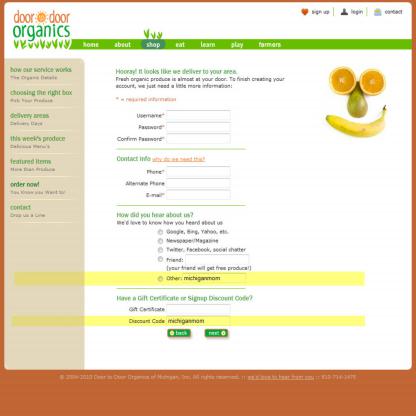 door to door
organics
sign up
login
contact
home about shop eat learn play farmers
how our service works
The Organic Details
choosing the right box
Pick Your Produce
delivery areas
Delivery Days
this week's produce
Delicious Menu's
featured items
More than Produce
order now!
You Know you Want to!
contact
Drop us a Line
Hooray! It looks like we deliver to your area.
Fresh organic produce is almost at your door. To finish creating
your account, we just need a little more information:
* = required information
Username*
Password*
Confirm Password*
Contact Info why do we need this?
Phone*
Alternate Phone
E-mail*
How did you hear about us?
We'd love to know how you heard about us
Google, Bing, Yahoo, etc.
Newspaper/Magazine
Twitter, Facebook, social chatter
Friend:
(your friend will get free produce!)
Other: michiganmom
Have a Gift Certificate or Signup Discount Code?
Gift Certificate
Discount Code michiganmom
back
next
© 2004-2010 Door to Door Organics of Michigan, Inc. All rights reserved. :: we'd love to hear from you ::